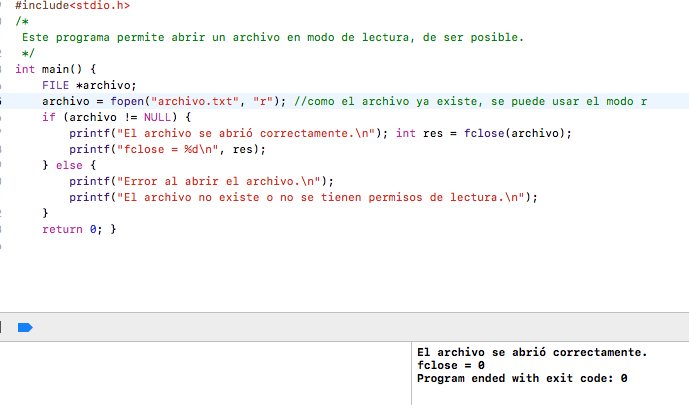 #include<stdio.h>
/*
Este programa permite abrir un archivo en modo de lectura, de ser posible.
*/
int main() {
FILE *archivo;
archivo = fopen("archivo.txt", "r"); //como el archivo ya existe, se puede usar el modo r
if (archivo != NULL) {
printf("El archivo se abrió correctamente.\n"); int res = fclose(archivo);
printf("fclose = %d\n", res);
} else {
printf("Error al abrir el archivo.\n");
printf("El archivo no existe o no se tienen permisos de lectura.\n");
}
return 0; }
El archivo se abrió correctamente.
fclose = 0
Program ended with exit code: 0